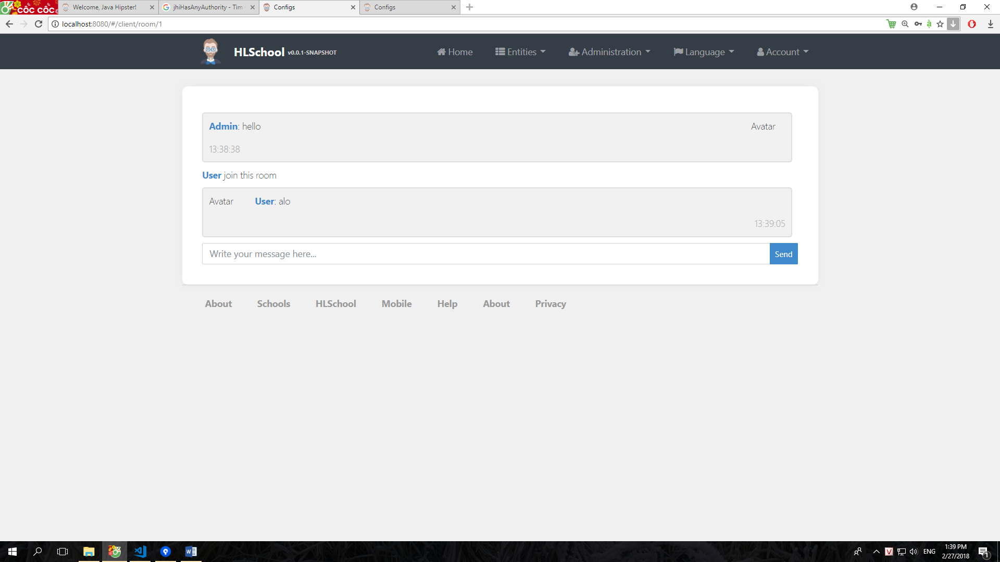 CỐC CỐC
Welcome, Java Hipster!
jhiHasAnyAuthority - Tìm
Configs
Configs
localhost:8080/#/client/room/1
HLSchool v0.0.1-SNAPSHOT
Home
Entities
Administration
Language
Account
Admin: hello
Avatar
13:38:38
User join this room
Avatar
User: alo
13:39:05
Write your message here...
Send
About
Schools
HLSchool
Mobile
Help
About
Privacy
ENG
1:39 PM
2/27/2018
1